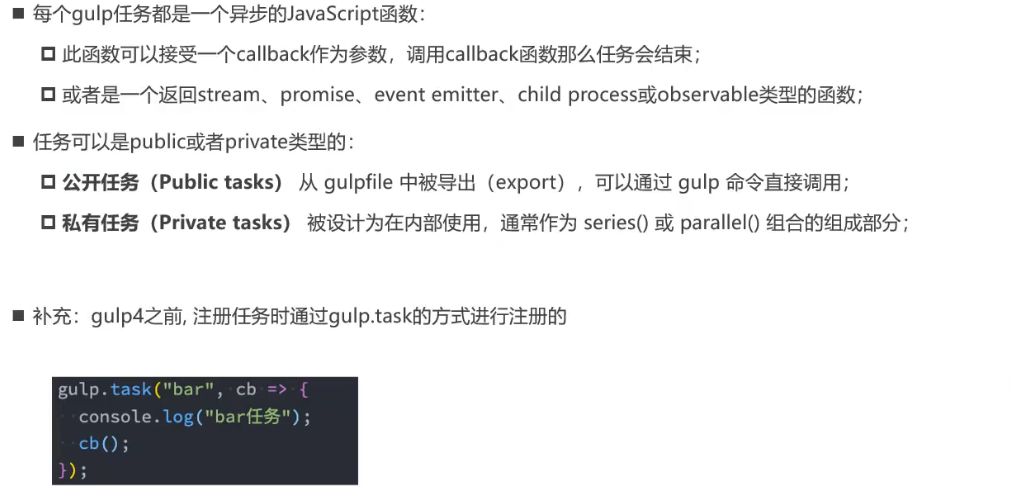 ■ 每个gulp任务都是一个异步的JavaScript函数：
此函数可以接受一个callback作为参数，调用callback函数那么任务会结束；
或者是一个返回stream、promise、event emitter、child process或observable类型的函数；
■ 任务可以是public或者private类型的：
公开任务（Public tasks） 从 gulpfile 中被导出（export），可以通过 gulp 命令直接调用；
私有任务（Private tasks） 被设计为在内部使用，通常作为 series() 或 parallel() 组合的组成部分；
■ 补充：gulp4之前, 注册任务时通过gulp.task的方式进行注册的
gulp.task("bar", cb => {
  console.log("bar任务");
  cb();
});